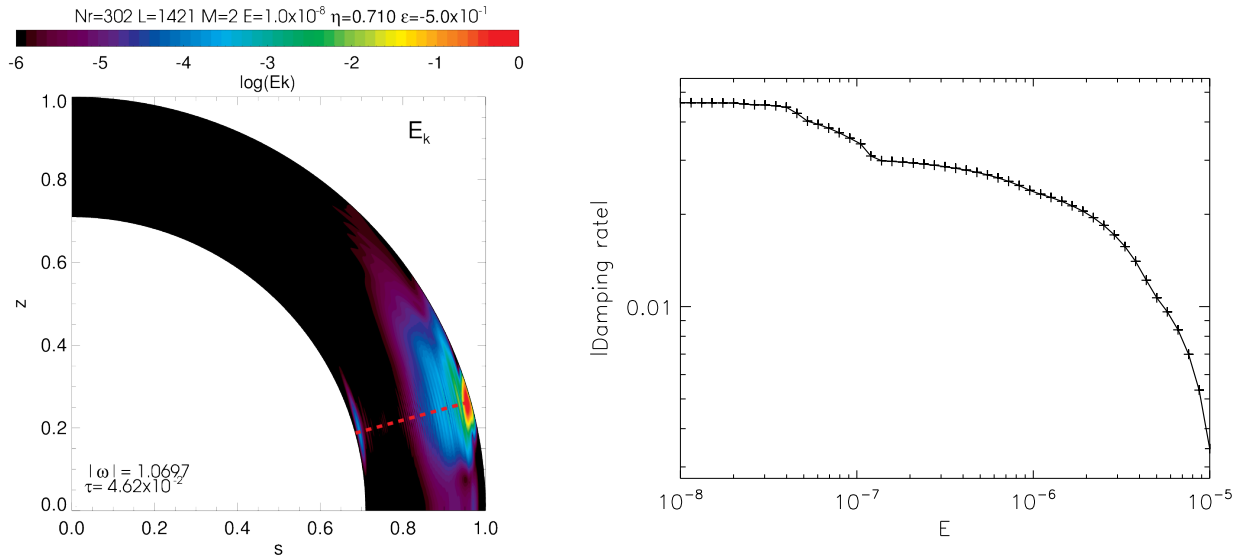 Nr=302 L=1421 M=2 E=1.0x10⁻⁸ η=0.710 ε=-5.0x10⁻¹
-6 -5 -4 -3 -2 -1 0
log(Ek)
1.0
0.8
0.6
0.4
0.2
0.0
z
Eₖ
|ω| = 1.0697
τ= 4.62x10⁻²
0.0 0.2 0.4 0.6 0.8 1.0
s
|Damping rate|
0.01
10⁻⁸ 10⁻⁷ 10⁻⁶ 10⁻⁵
E